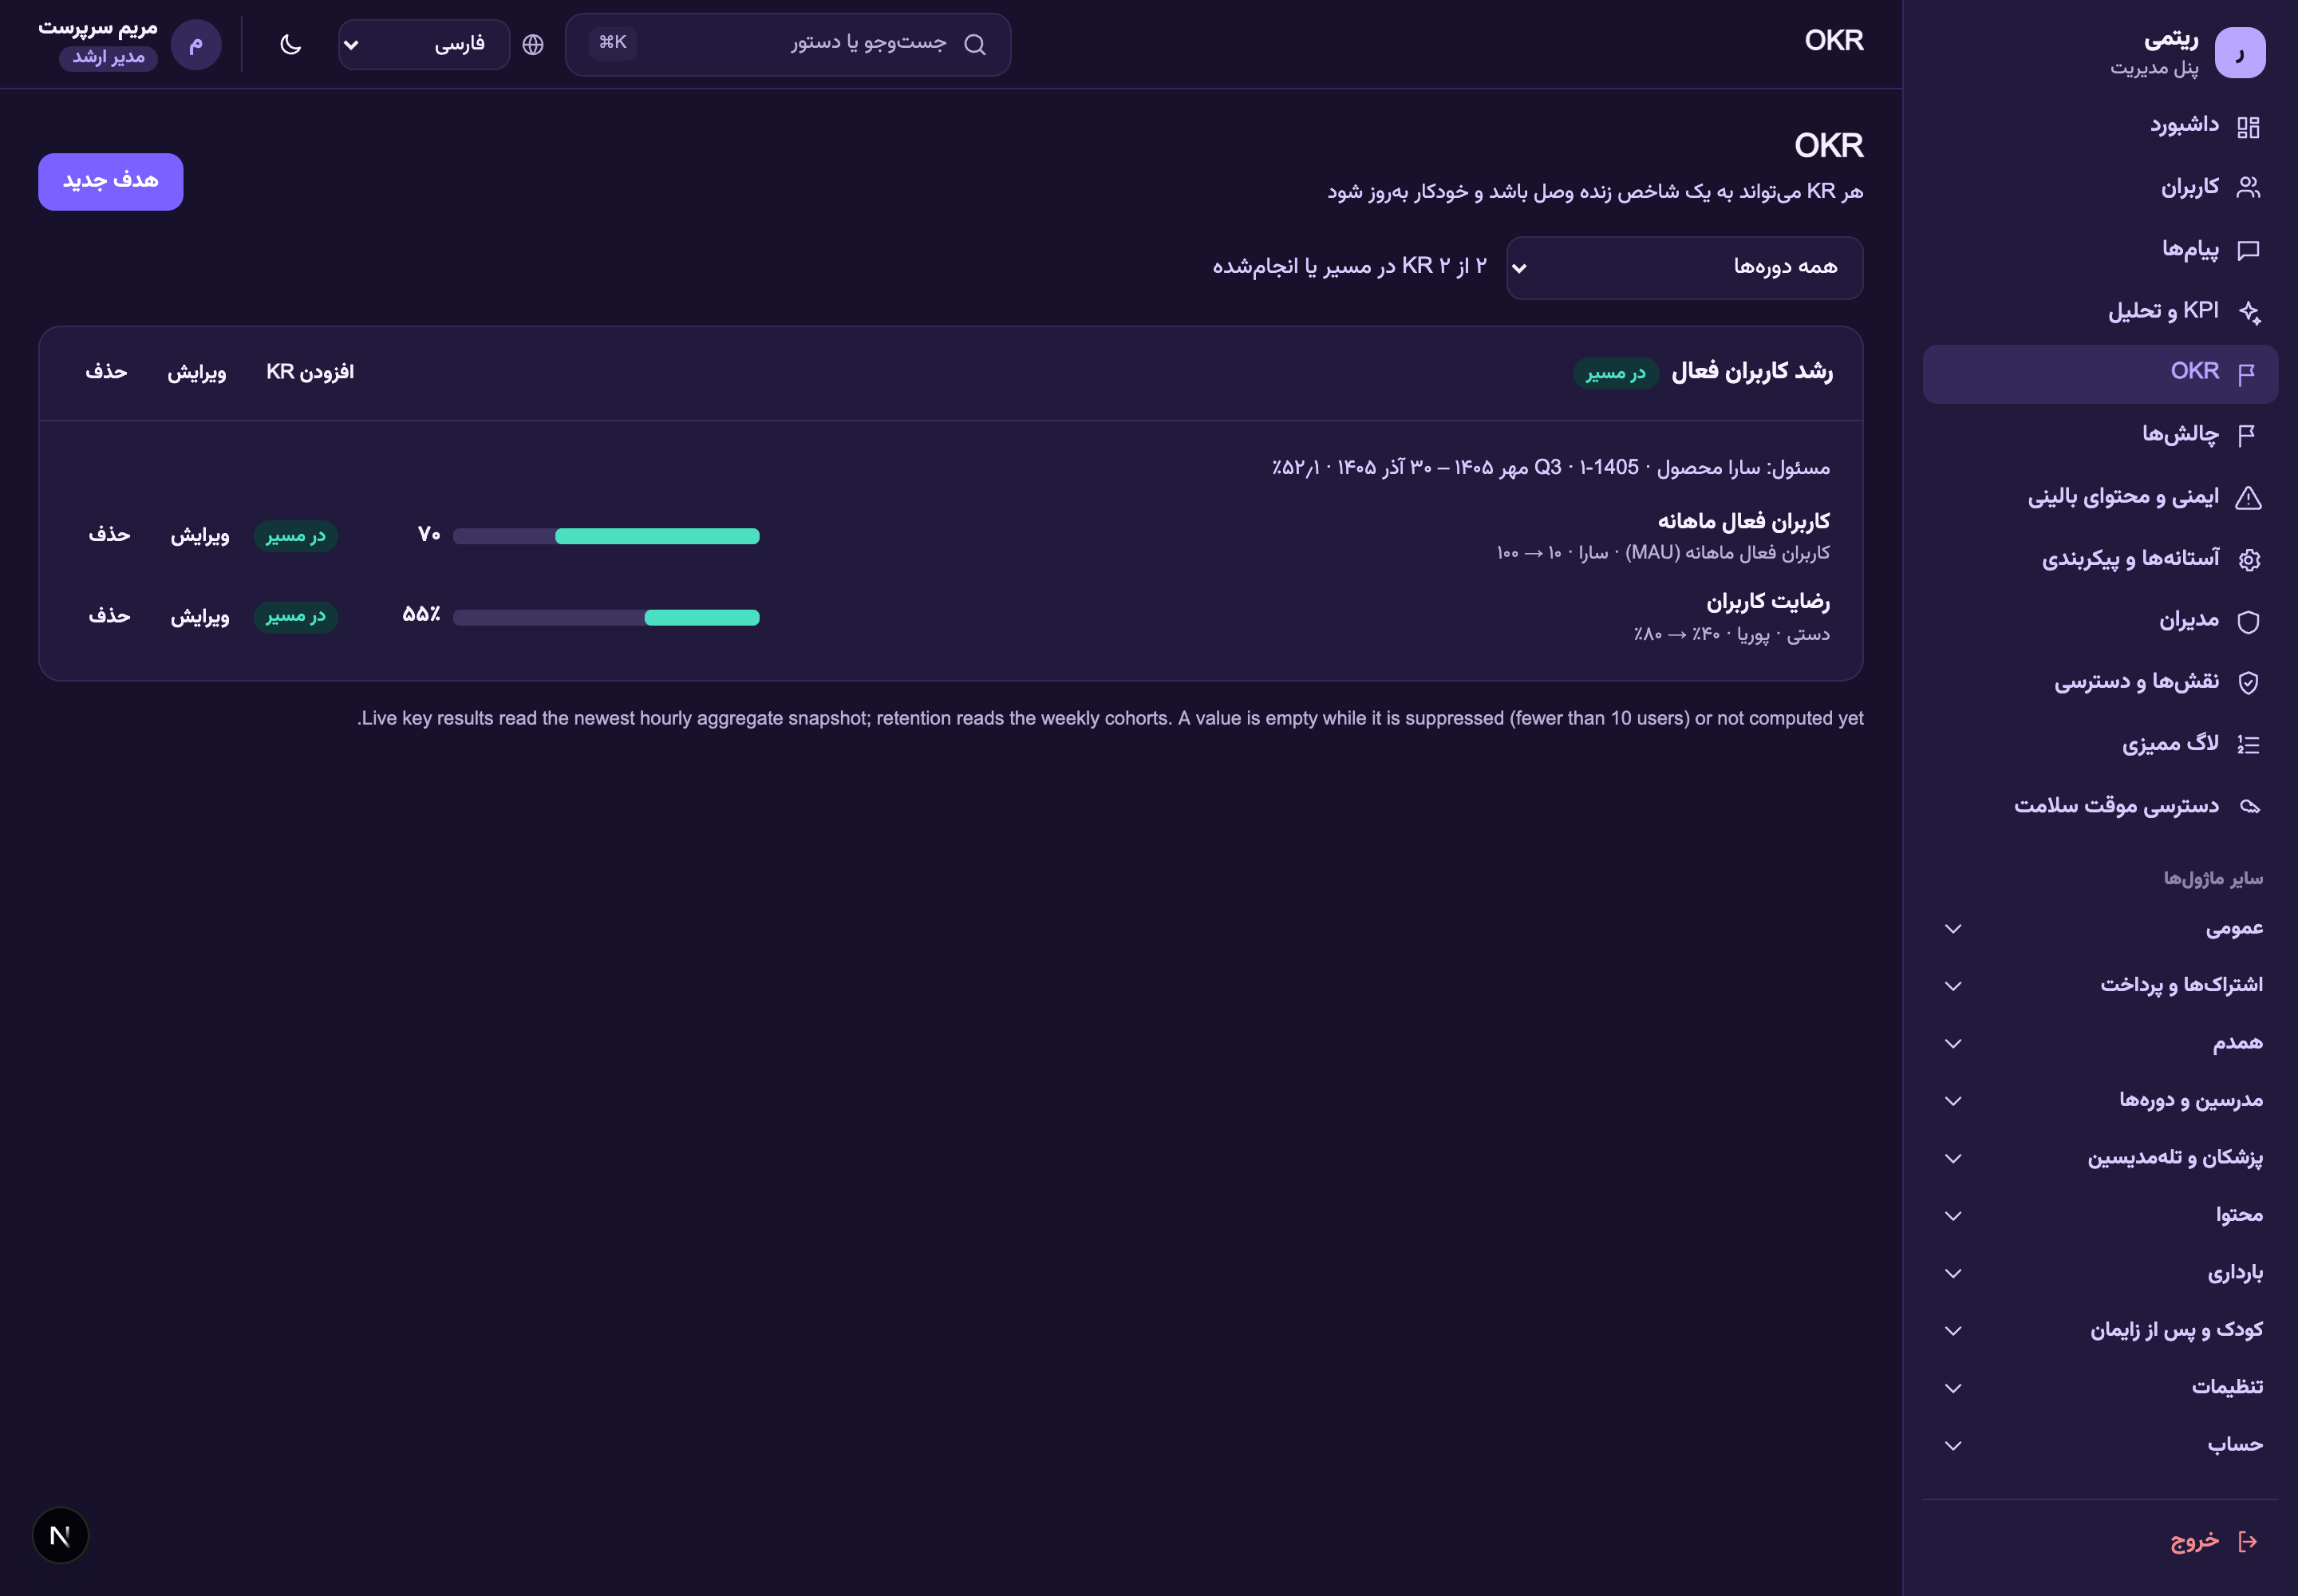 ر
ریتمی
پنل مدیریت
داشبورد
کاربران
پیام‌ها
KPI و تحلیل
OKR
چالش‌ها
ایمنی و محتوای بالینی
آستانه‌ها و پیکربندی
مدیران
نقش‌ها و دسترسی
لاگ ممیزی
دسترسی موقت سلامت
سایر ماژول‌ها
عمومی
اشتراک‌ها و پرداخت
همدم
مدرسین و دوره‌ها
پزشکان و تله‌مدیسین
محتوا
بارداری
کودک و پس از زایمان
تنظیمات
حساب
خروج
OKR
جست‌وجو یا دستور
⌘K
فارسی
م
مریم سرپرست
مدیر ارشد
OKR
هر KR می‌تواند به یک شاخص زنده وصل باشد و خودکار به‌روز شود
هدف جدید
همه دوره‌ها
۲ از ۲ KR در مسیر یا انجام‌شده
رشد کاربران فعال
در مسیر
افزودن KR
ویرایش
حذف
مسئول: سارا محصول · 1405-Q3 · ۱ مهر ۱۴۰۵ – ۳۰ آذر ۱۴۰۵ · ۵۲٫۱٪
کاربران فعال ماهانه
کاربران فعال ماهانه (MAU) · سارا · ۱۰ → ۱۰۰
۷۰
در مسیر
ویرایش
حذف
رضایت کاربران
دستی · پوریا · ۴۰٪ → ۸۰٪
۵۵٪
در مسیر
ویرایش
حذف
Live key results read the newest hourly aggregate snapshot; retention reads the weekly cohorts. A value is empty while it is suppressed (fewer than 10 users) or not computed yet.
N